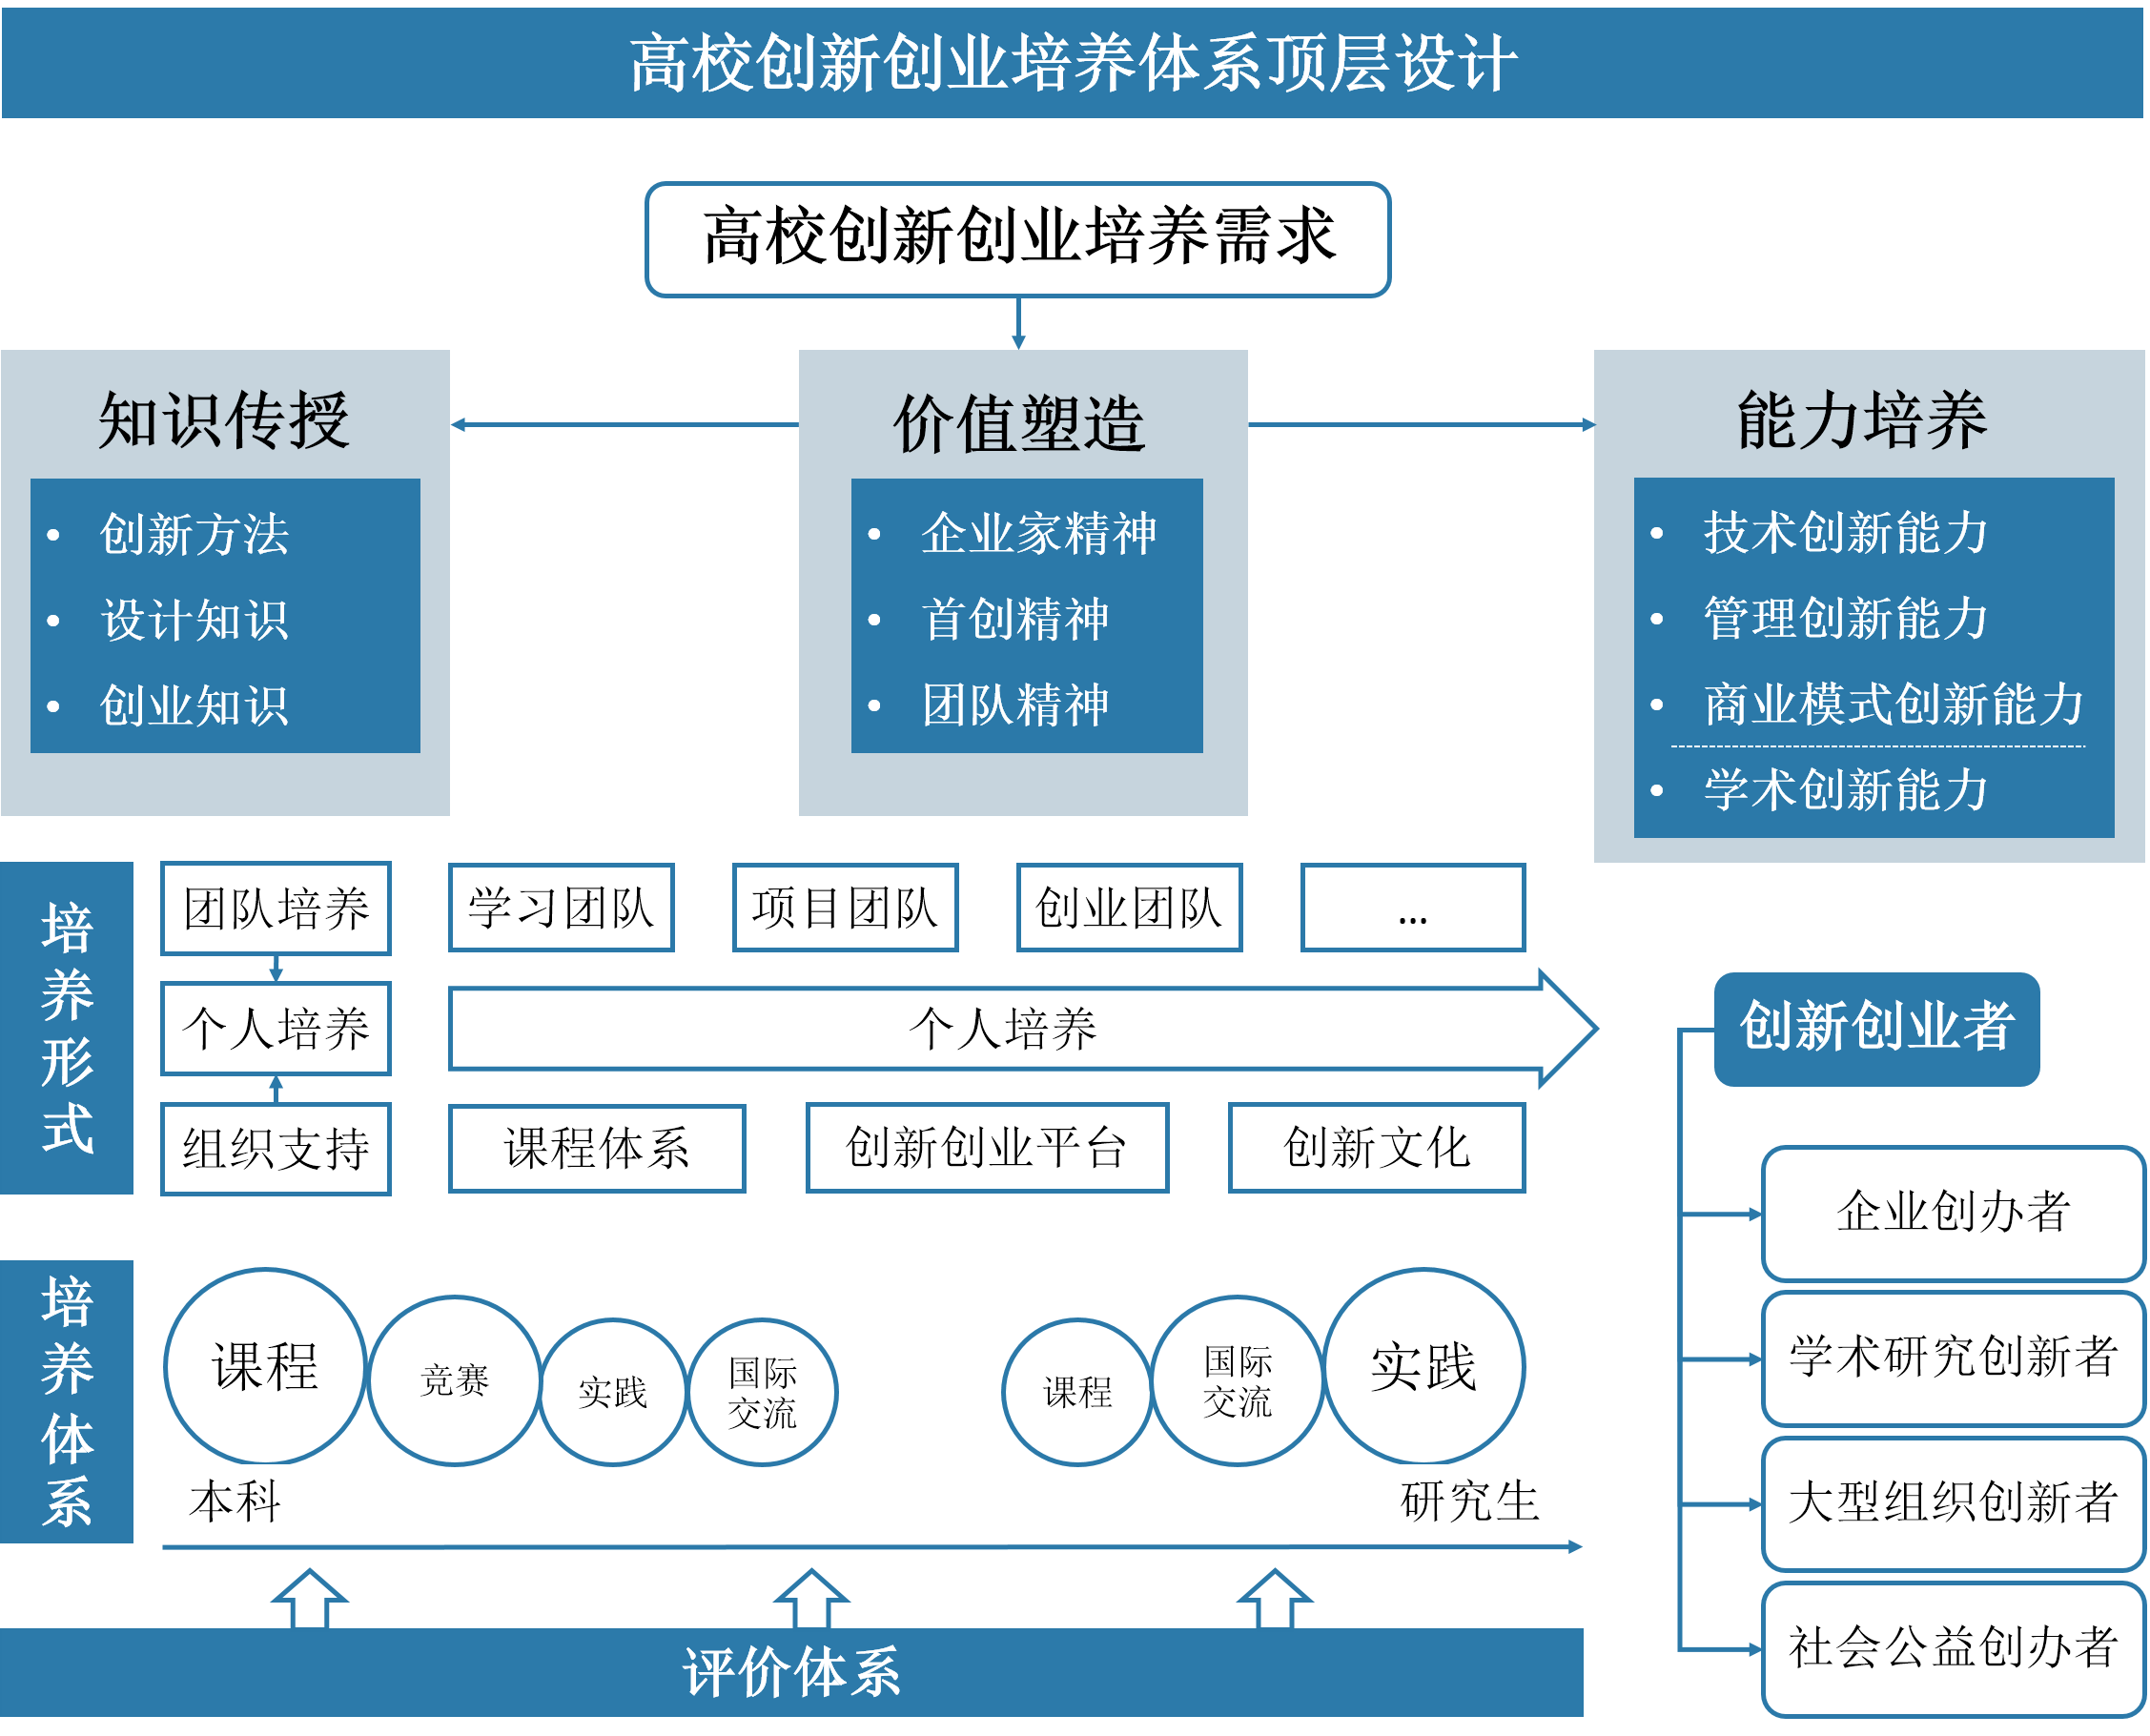 高校创新创业培养体系顶层设计
高校创新创业培养需求
知识传授
• 创新方法
• 设计知识
• 创业知识
价值塑造
• 企业家精神
• 首创精神
• 团队精神
能力培养
• 技术创新能力
• 管理创新能力
• 商业模式创新能力
• 学术创新能力
培养形式
团队培养
学习团队
项目团队
创业团队
...
个人培养
个人培养
组织支持
课程体系
创新创业平台
创新文化
培养体系
课程
竞赛
实践
国际
交流
课程
国际
交流
实践
本科
研究生
评价体系
创新创业者
企业创办者
学术研究创新者
大型组织创新者
社会公益创办者